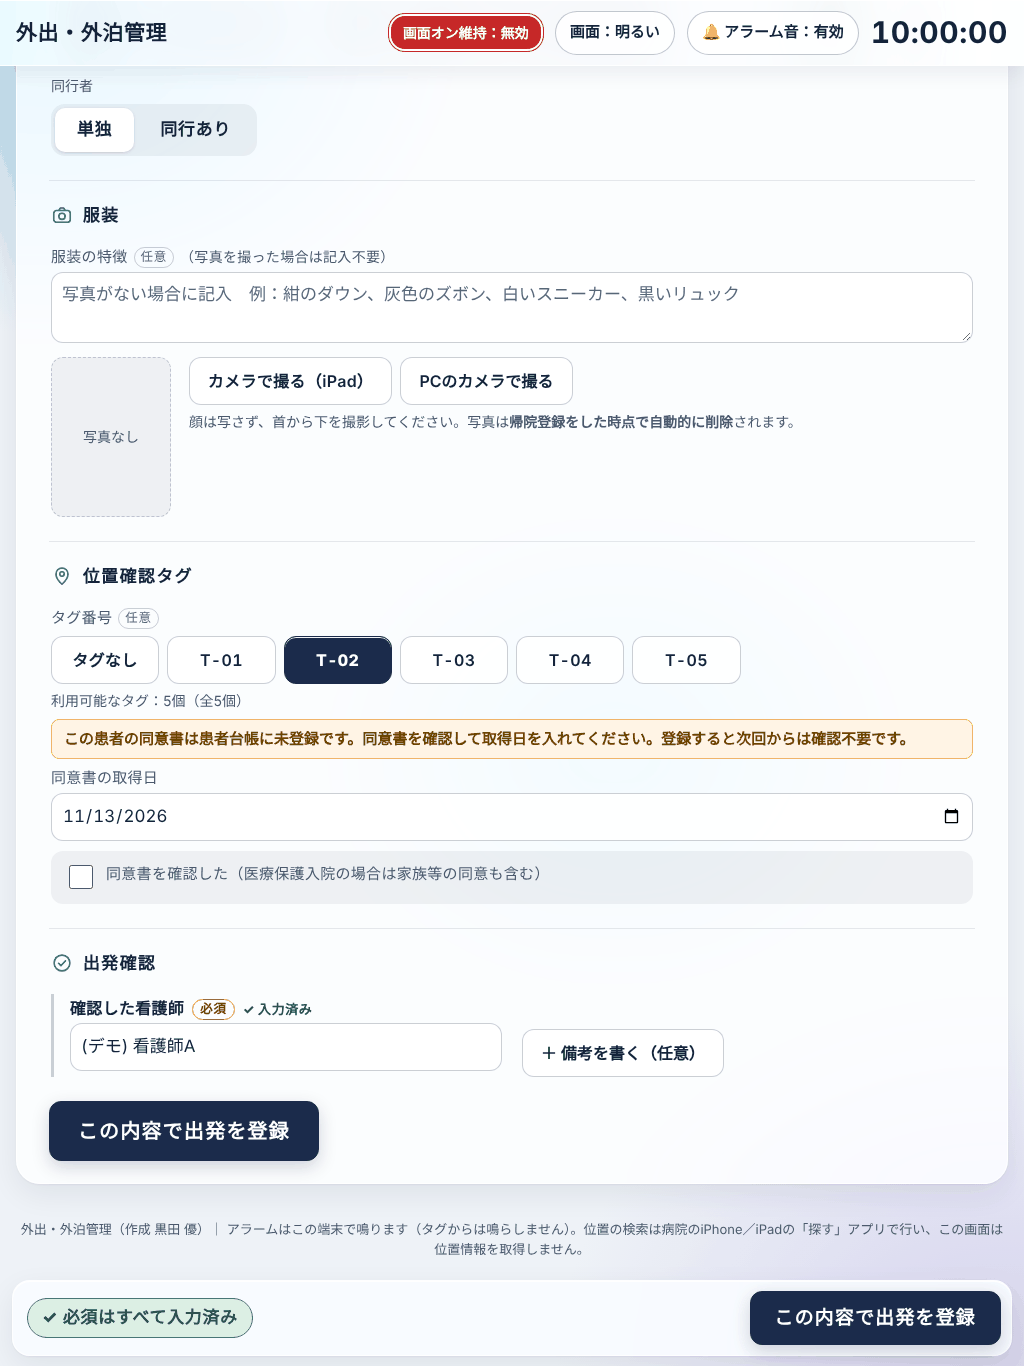 外出・外泊管理
画面オン維持：無効
画面：明るい
🔔 アラーム音：有効
10:00:00
同行者
単独
同行あり
服装
服装の特徴 任意 （写真を撮った場合は記入不要）
写真がない場合に記入　例：紺のダウン、灰色のズボン、白いスニーカー、黒いリュック
写真なし
カメラで撮る（iPad）
PCのカメラで撮る
顔は写さず、首から下を撮影してください。写真は帰院登録をした時点で自動的に削除されます。
位置確認タグ
タグ番号 任意
タグなし
T-01
T-02
T-03
T-04
T-05
利用可能なタグ：5個（全5個）
この患者の同意書は患者台帳に未登録です。同意書を確認して取得日を入れてください。登録すると次回からは確認不要です。
同意書の取得日
11/13/2026
同意書を確認した（医療保護入院の場合は家族等の同意も含む）
出発確認
確認した看護師 必須 ✓ 入力済み
(デモ) 看護師A
＋ 備考を書く（任意）
この内容で出発を登録
外出・外泊管理（作成 黒田 優）｜ アラームはこの端末で鳴ります（タグからは鳴らしません）。位置の検索は病院のiPhone／iPadの「探す」アプリで行い、この画面は
位置情報を取得しません。
✓ 必須はすべて入力済み
この内容で出発を登録